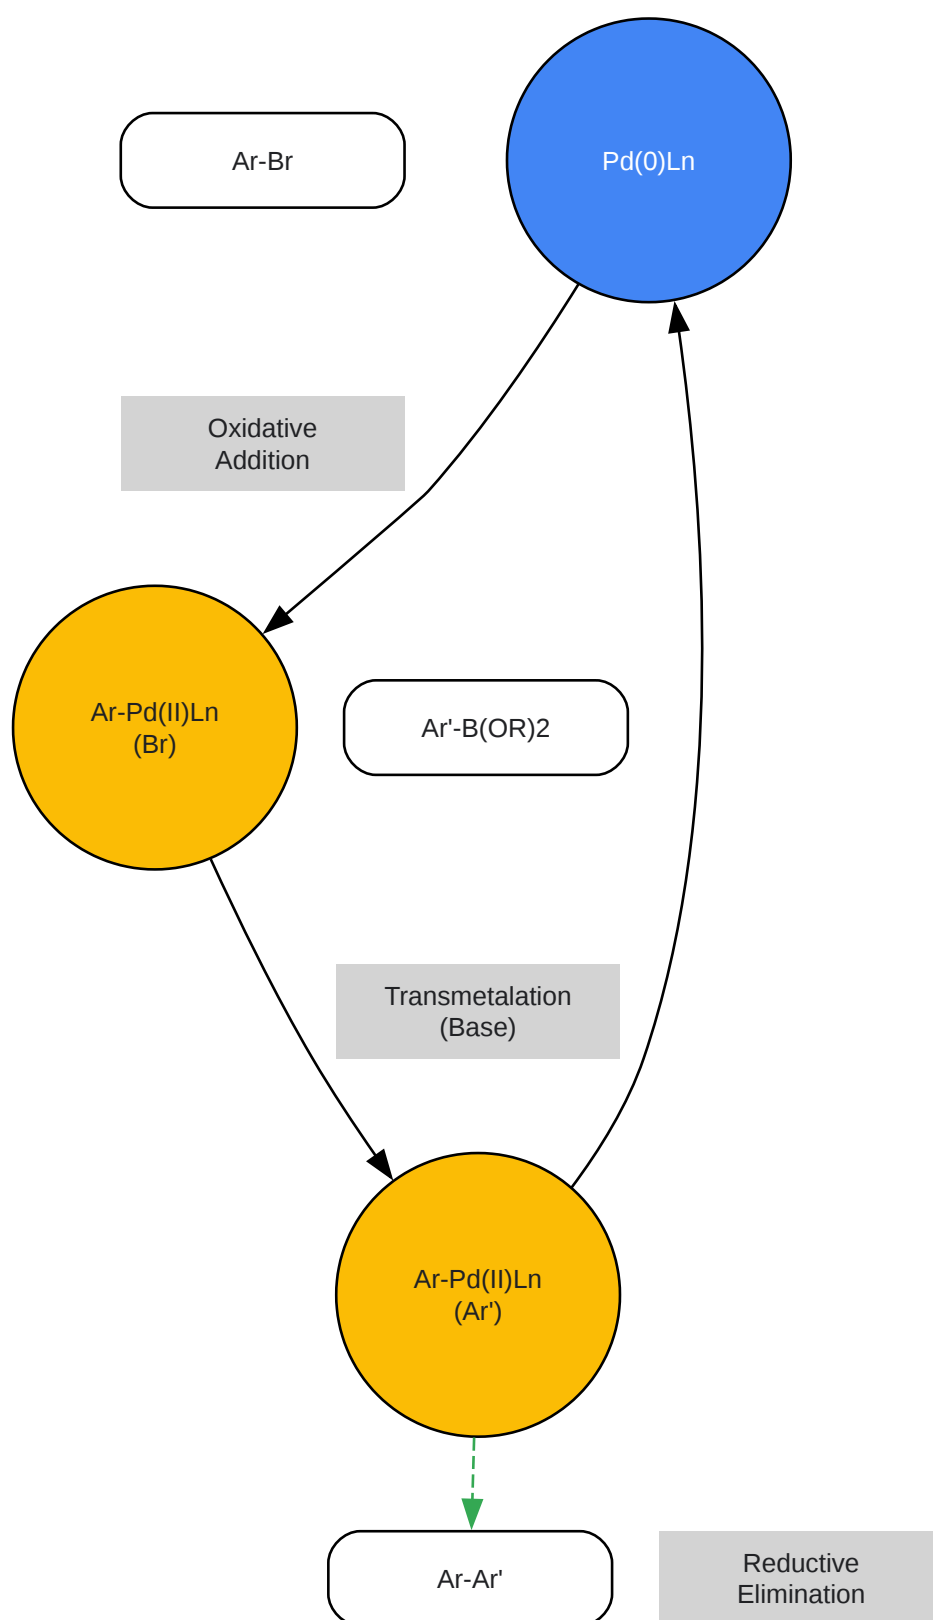 Ar-Br
Pd(0)Ln
Oxidative
Addition
Ar-Pd(II)Ln
(Br)
Ar'-B(OR)2
Transmetalation
(Base)
Ar-Pd(II)Ln
(Ar')
Ar-Ar'
Reductive
Elimination